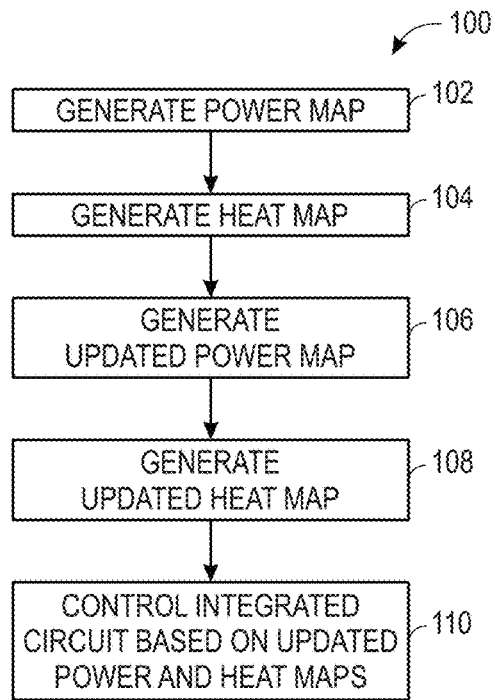 100
GENERATE POWER MAP
102
GENERATE HEAT MAP
104
GENERATE
UPDATED POWER MAP
106
GENERATE
UPDATED HEAT MAP
108
CONTROL INTEGRATED
CIRCUIT BASED ON UPDATED
POWER AND HEAT MAPS
110